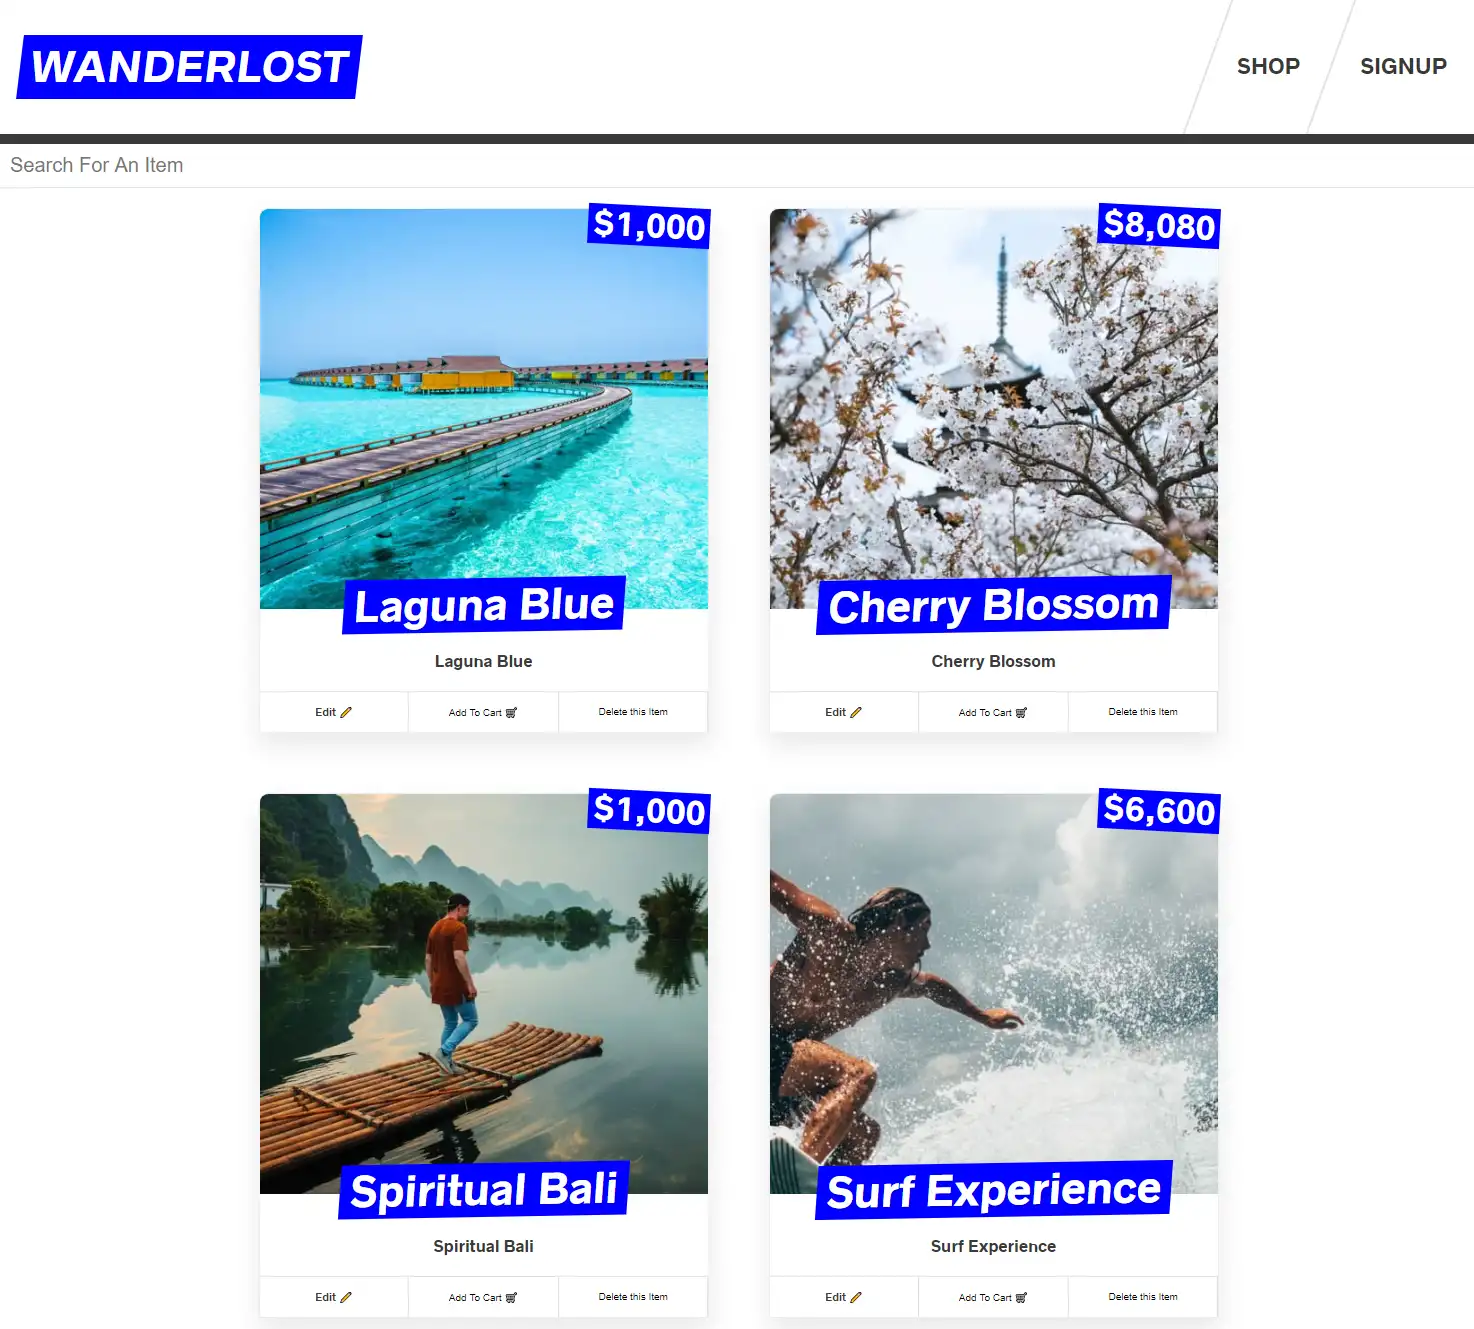 WANDERLOST
SHOP
SIGNUP
Search For An Item
$1,000
Laguna Blue
Laguna Blue
Edit
Add To Cart
Delete this Item
$8,080
Cherry Blossom
Cherry Blossom
Edit
Add To Cart
Delete this Item
$1,000
Spiritual Bali
Spiritual Bali
Edit
Add To Cart
Delete this Item
$6,600
Surf Experience
Surf Experience
Edit
Add To Cart
Delete this Item